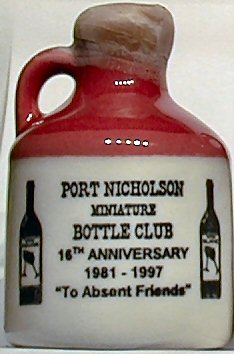 PORT NICHOLSON
MINIATURE
BOTTLE CLUB
16TH ANNIVERSARY
1981 - 1997
"To Absent Friends"